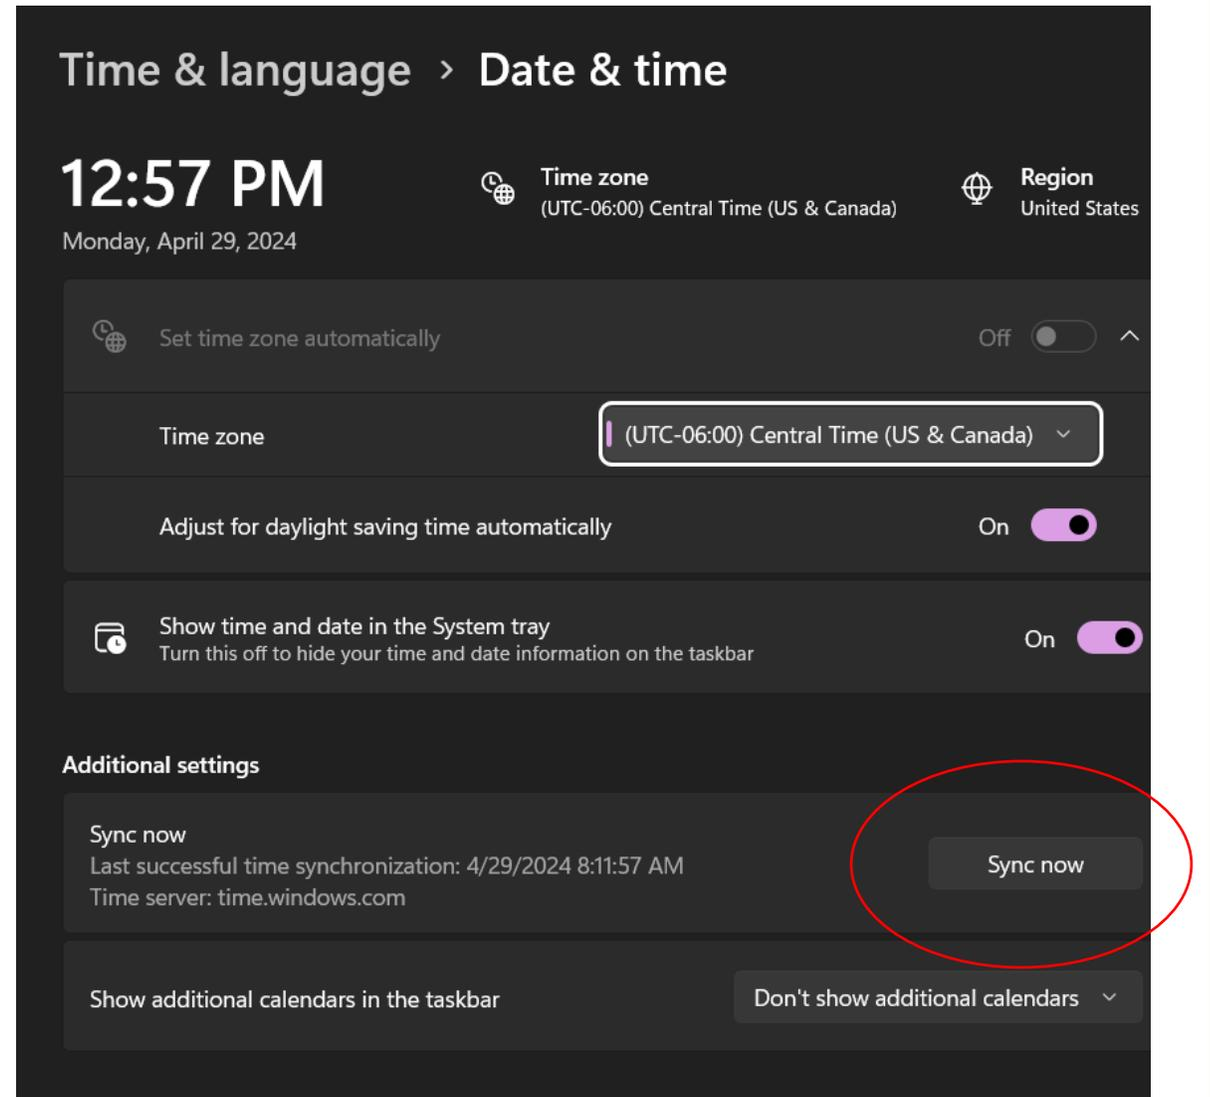 Time & language > Date & time
12:57 PM
Monday, April 29, 2024
Time zone
(UTC-06:00) Central Time (US & Canada)
Region
United States
Set time zone automatically
Off
Time zone
(UTC-06:00) Central Time (US & Canada)
Adjust for daylight saving time automatically
On
Show time and date in the System tray
Turn this off to hide your time and date information on the taskbar
On
Additional settings
Sync now
Last successful time synchronization: 4/29/2024 8:11:57 AM
Time server: time.windows.com
Sync now
Show additional calendars in the taskbar
Don't show additional calendars